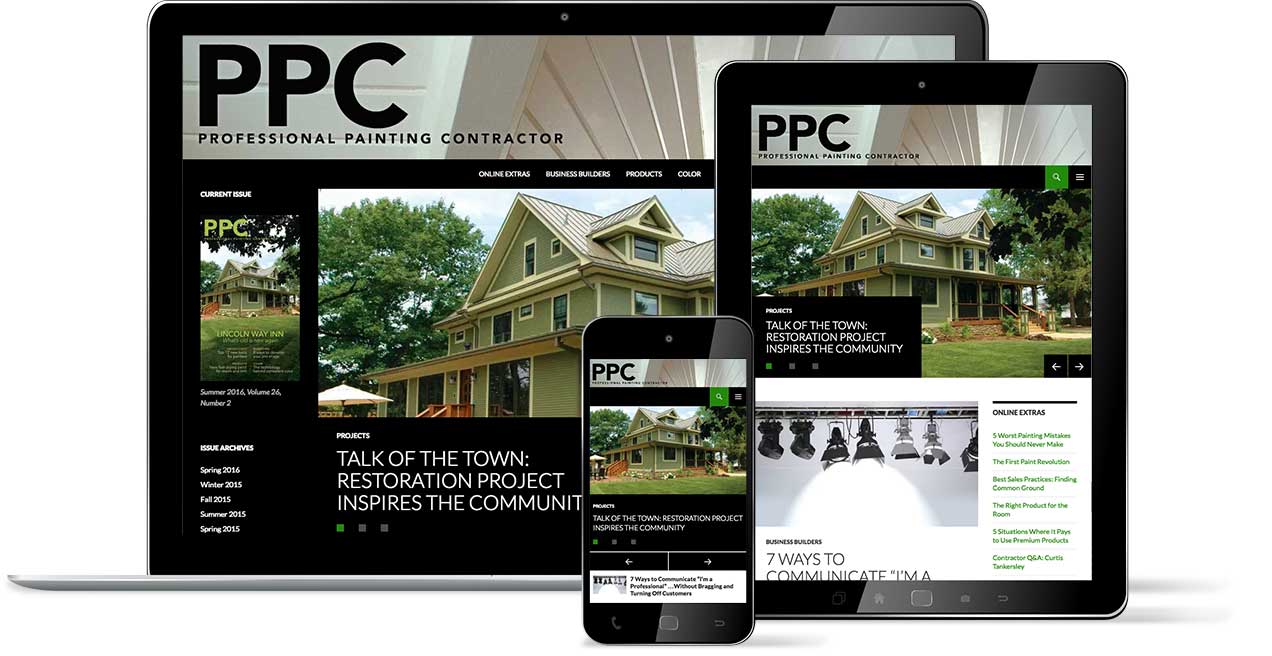 PPC
PROFESSIONAL PAINTING CONTRACTOR
ONLINE EXTRAS BUSINESS BUILDERS PRODUCTS COLOR
CURRENT ISSUE
PPC
LINCOLN WAY INN
What's old is new again
Summer 2016, Volume 26,
Number 2
ISSUE ARCHIVES
Spring 2016
Winter 2015
Fall 2015
Summer 2015
Spring 2015
PROJECTS
TALK OF THE TOWN:
RESTORATION PROJECT
INSPIRES THE COMMUNIT
PPC
PROFESSIONAL PAINTING CONTRACTOR
PROJECTS
TALK OF THE TOWN: RESTORATION PROJECT
INSPIRES THE COMMUNITY
7 Ways to Communicate "I'm a
Professional" ... Without Bragging and
Turning Off Customers
PPC
PROFESSIONAL PAINTING CONTRACTOR
PROJECTS
TALK OF THE TOWN:
RESTORATION PROJECT
INSPIRES THE COMMUNITY
BUSINESS BUILDERS
7 WAYS TO
COMMUNICATE "I'M A
ONLINE EXTRAS
5 Worst Painting Mistakes
You Should Never Make
The First Paint Revolution
Best Sales Practices: Finding
Common Ground
The Right Product for the
Room
5 Situations Where It Pays
to Use Premium Products
Contractor Q&A: Curtis
Tankersley